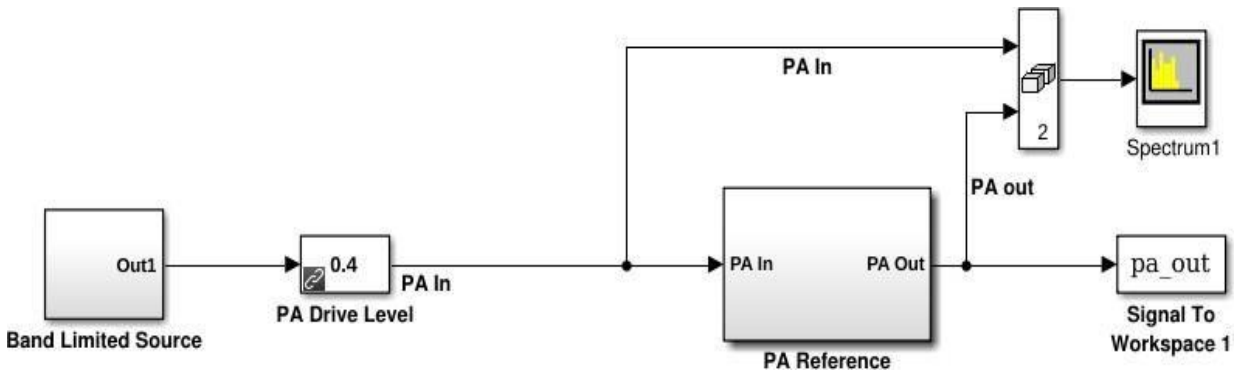 PA In
2
Spectrum1
PA out
Out1
0.4
PA In
PA In
PA Out
pa_out
Band Limited Source
PA Drive Level
PA Reference
Signal To
Workspace 1